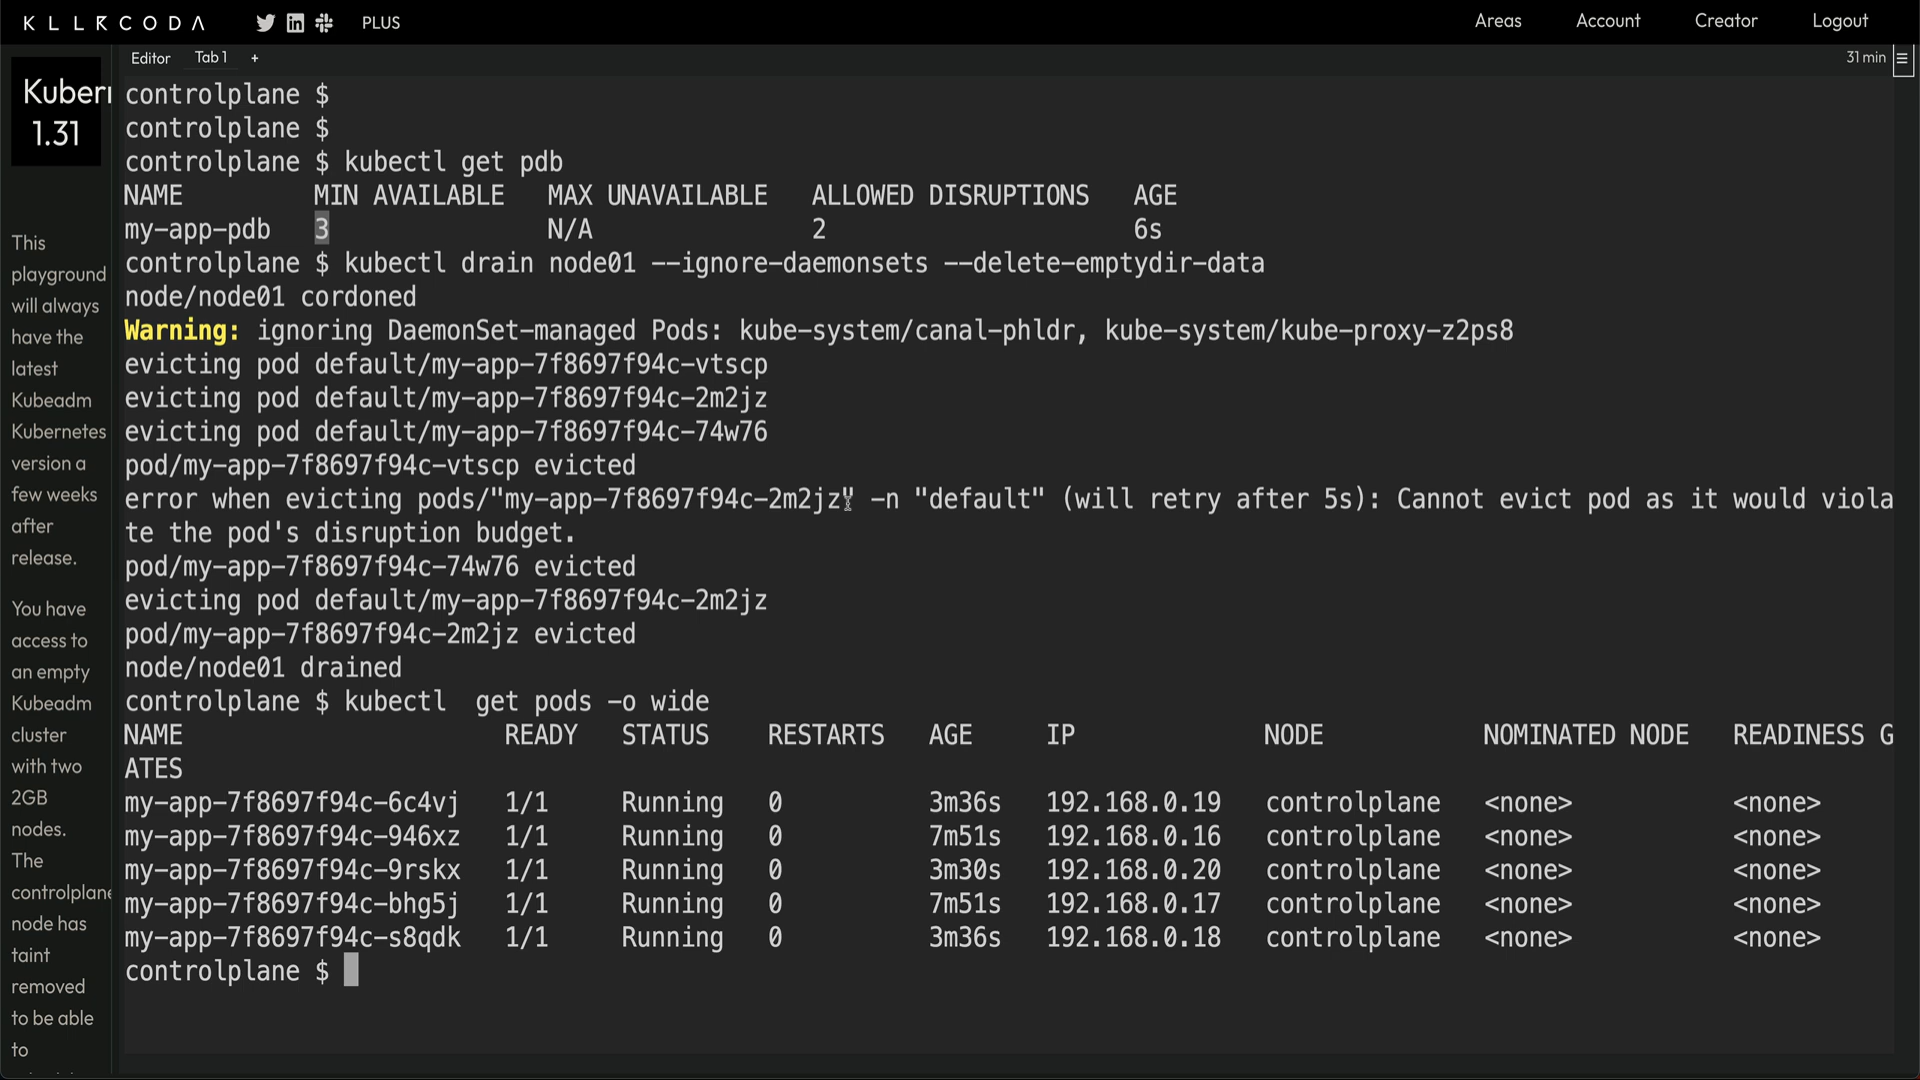 KLLRCODA PLUS Areas Account Creator Logout
Editor Tab 1 + 31 min
Kuber
1.31
This
playground
will always
have the
latest
Kubeadm
Kubernetes
version a
few weeks
after
release.
You have
access to
an empty
Kubeadm
cluster
with two
2GB
nodes.
The
controlplane
node has
taint
removed
to be able
to
controlplane $
controlplane $
controlplane $ kubectl get pdb
NAME MIN AVAILABLE MAX UNAVAILABLE ALLOWED DISRUPTIONS AGE
my-app-pdb 3 N/A 2 6s
controlplane $ kubectl drain node01 --ignore-daemonsets --delete-emptydir-data
node/node01 cordoned
Warning: ignoring DaemonSet-managed Pods: kube-system/canal-phldr, kube-system/kube-proxy-z2ps8
evicting pod default/my-app-7f8697f94c-vtscp
evicting pod default/my-app-7f8697f94c-2m2jz
evicting pod default/my-app-7f8697f94c-74w76
pod/my-app-7f8697f94c-vtscp evicted
error when evicting pods/"my-app-7f8697f94c-2m2jz" -n "default" (will retry after 5s): Cannot evict pod as it would viola
te the pod's disruption budget.
pod/my-app-7f8697f94c-74w76 evicted
evicting pod default/my-app-7f8697f94c-2m2jz
pod/my-app-7f8697f94c-2m2jz evicted
node/node01 drained
controlplane $ kubectl  get pods -o wide
NAME READY STATUS RESTARTS AGE IP NODE NOMINATED NODE READINESS G
ATES
my-app-7f8697f94c-6c4vj 1/1 Running 0 3m36s 192.168.0.19 controlplane <none> <none>
my-app-7f8697f94c-946xz 1/1 Running 0 7m51s 192.168.0.16 controlplane <none> <none>
my-app-7f8697f94c-9rskx 1/1 Running 0 3m30s 192.168.0.20 controlplane <none> <none>
my-app-7f8697f94c-bhg5j 1/1 Running 0 7m51s 192.168.0.17 controlplane <none> <none>
my-app-7f8697f94c-s8qdk 1/1 Running 0 3m36s 192.168.0.18 controlplane <none> <none>
controlplane $